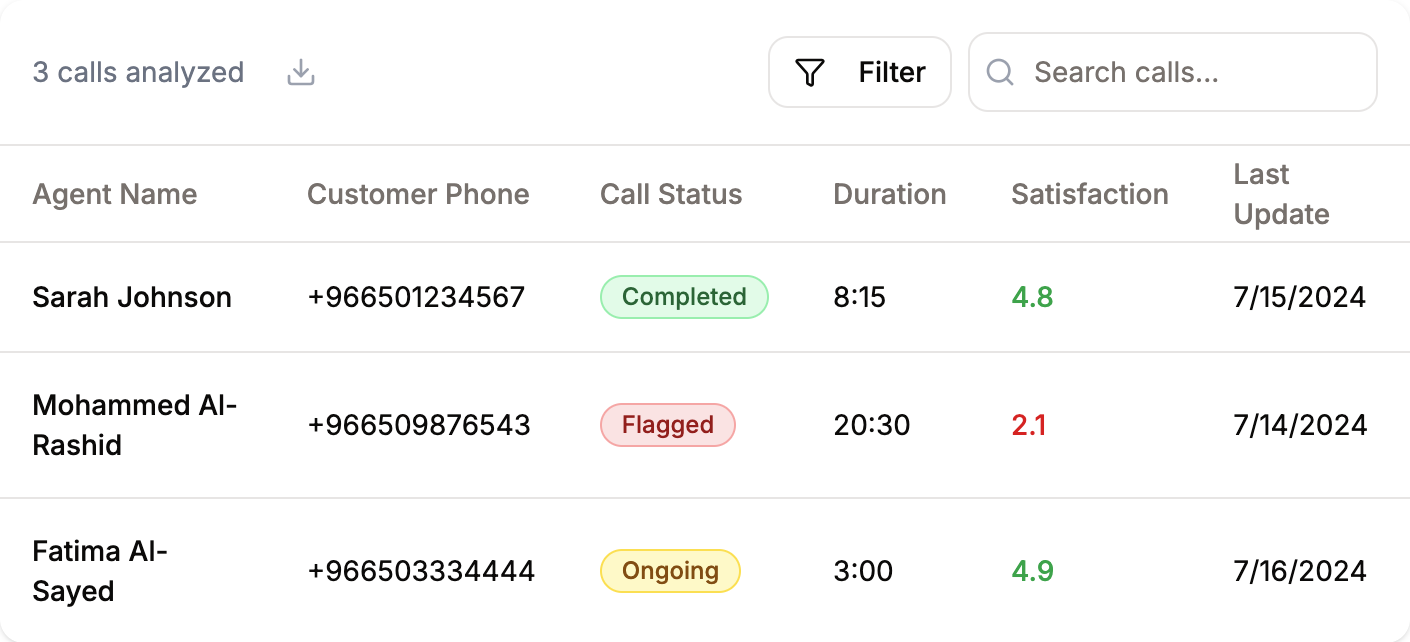 3 calls analyzed
Filter
Search calls...
Agent Name Customer Phone Call Status Duration Satisfaction Last
Update
Sarah Johnson +966501234567 Completed 8:15 4.8 7/15/2024
Mohammed Al-
Rashid +966509876543 Flagged 20:30 2.1 7/14/2024
Fatima Al-
Sayed +966503334444 Ongoing 3:00 4.9 7/16/2024